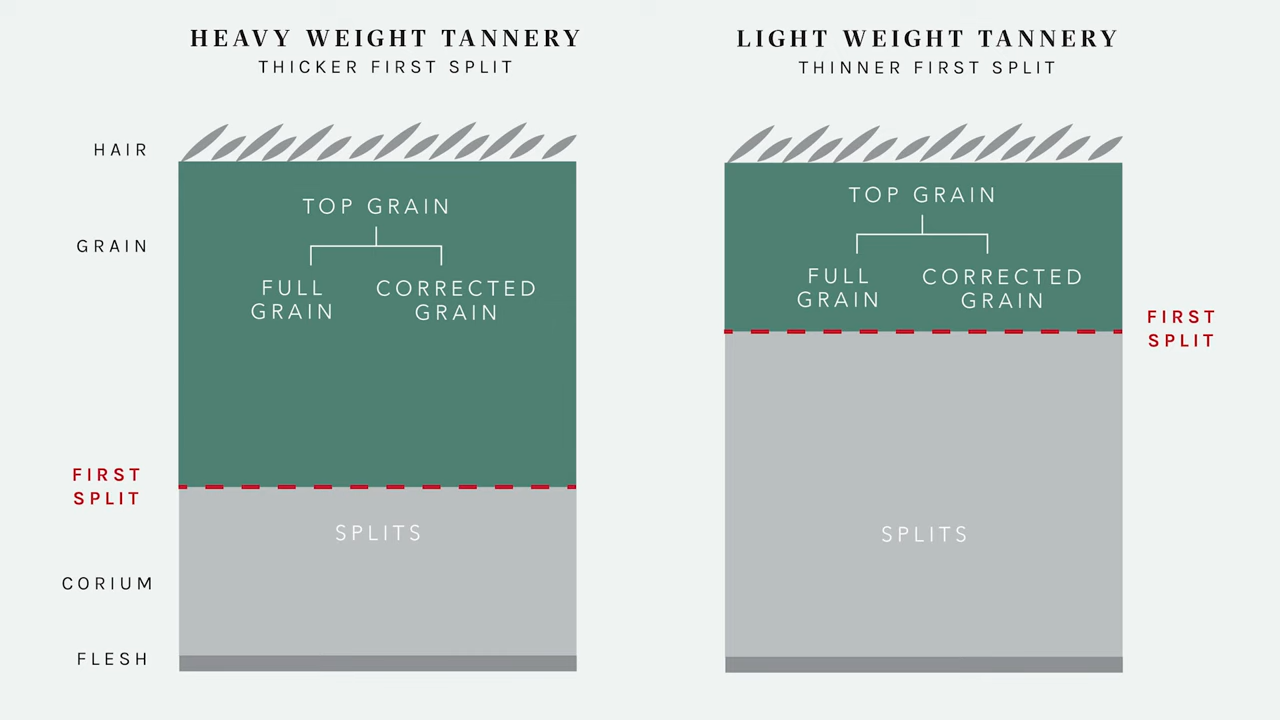 HEAVY WEIGHT TANNERY
THICKER FIRST SPLIT
HAIR
GRAIN
TOP GRAIN
FULL
GRAIN
CORRECTED
GRAIN
FIRST
SPLIT
SPLITS
CORIUM
FLESH
LIGHT WEIGHT TANNERY
THINNER FIRST SPLIT
TOP GRAIN
FULL
GRAIN
CORRECTED
GRAIN
FIRST
SPLIT
SPLITS